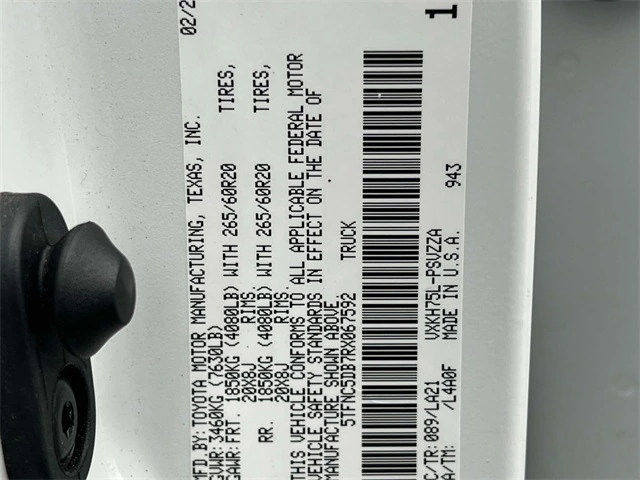 MFD.BY:TOYOTA MOTOR MANUFACTURING, TEXAS, INC. 02/2
GVWR:3460KG (7630LB)
GAWR: FRT. 1850KG (4080LB) WITH 265/60R20 TIRES,
20X8J RIMS
RR. 1850KG (4080LB) WITH 265/60R20 TIRES,
20X8J RIMS
THIS VEHICLE CONFORMS TO ALL APPLICABLE FEDERAL MOTOR
VEHICLE SAFETY STANDARDS IN EFFECT ON THE DATE OF
MANUFACTURE SHOWN ABOVE.
5TFNC5DB7RX067592 TRUCK
C/TR:089/LA21 VXKH75L-PSVZZA
A/TM: /L4A0F MADE IN U.S.A. 943
1